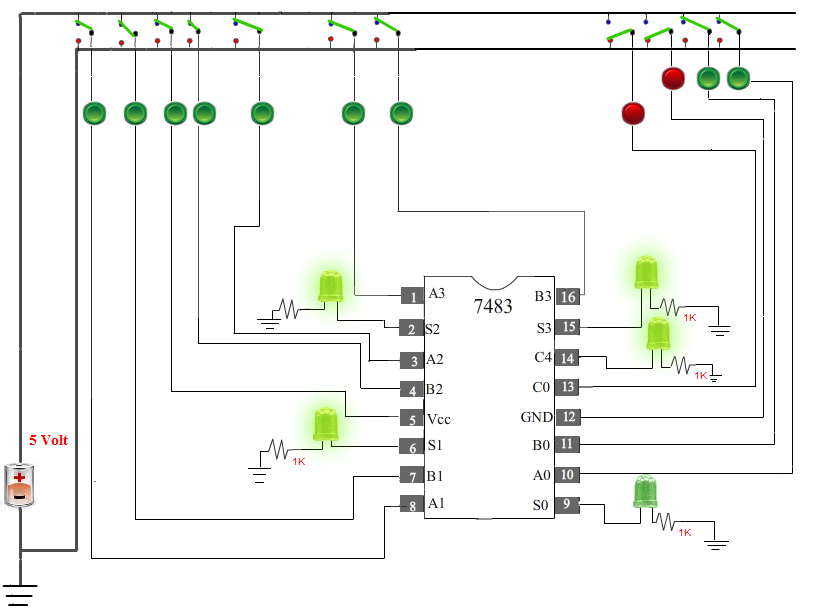 5 Volt
7483
1 A3
2 S2
3 A2
4 B2
5 Vcc
6 S1
7 B1
8 A1
B3 16
S3 15
C4 14
C0 13
GND 12
B0 11
A0 10
S0 9
1K
1K
1K
1K